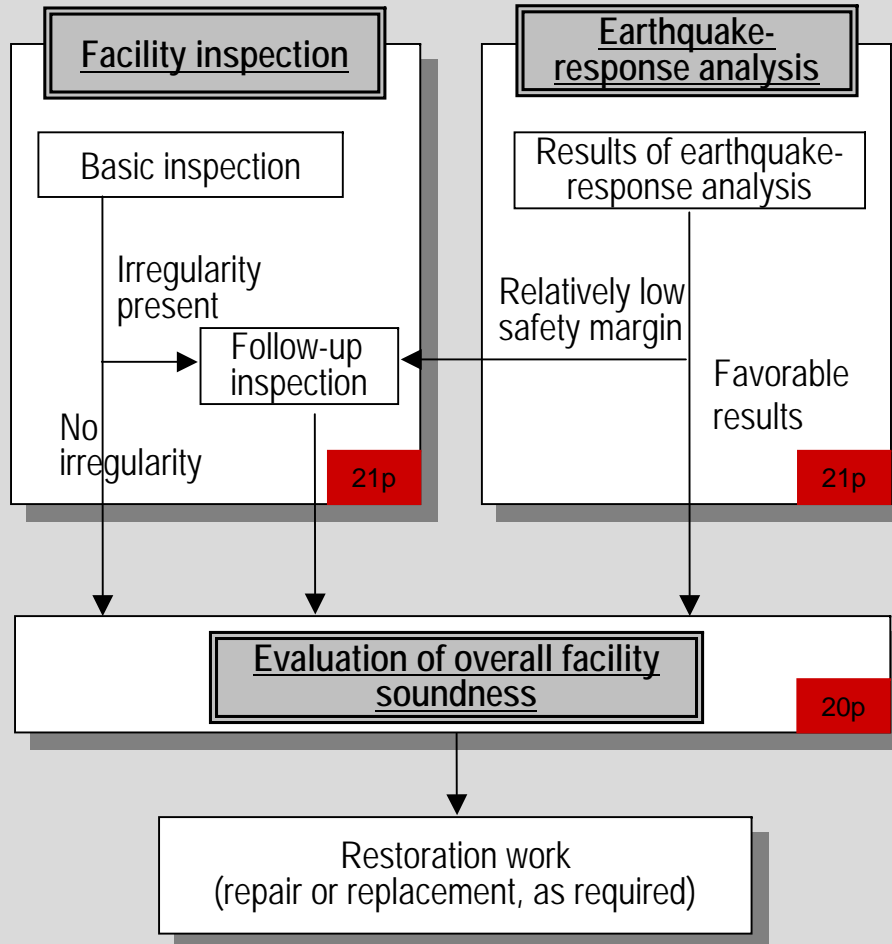 Facility inspection
Basic inspection
Irregularity
present
Follow-up
inspection
No
irregularity
21p
Earthquake-
response analysis
Results of earthquake-
response analysis
Relatively low
safety margin
Favorable
results
21p
Evaluation of overall facility
soundness
20p
Restoration work
(repair or replacement, as required)